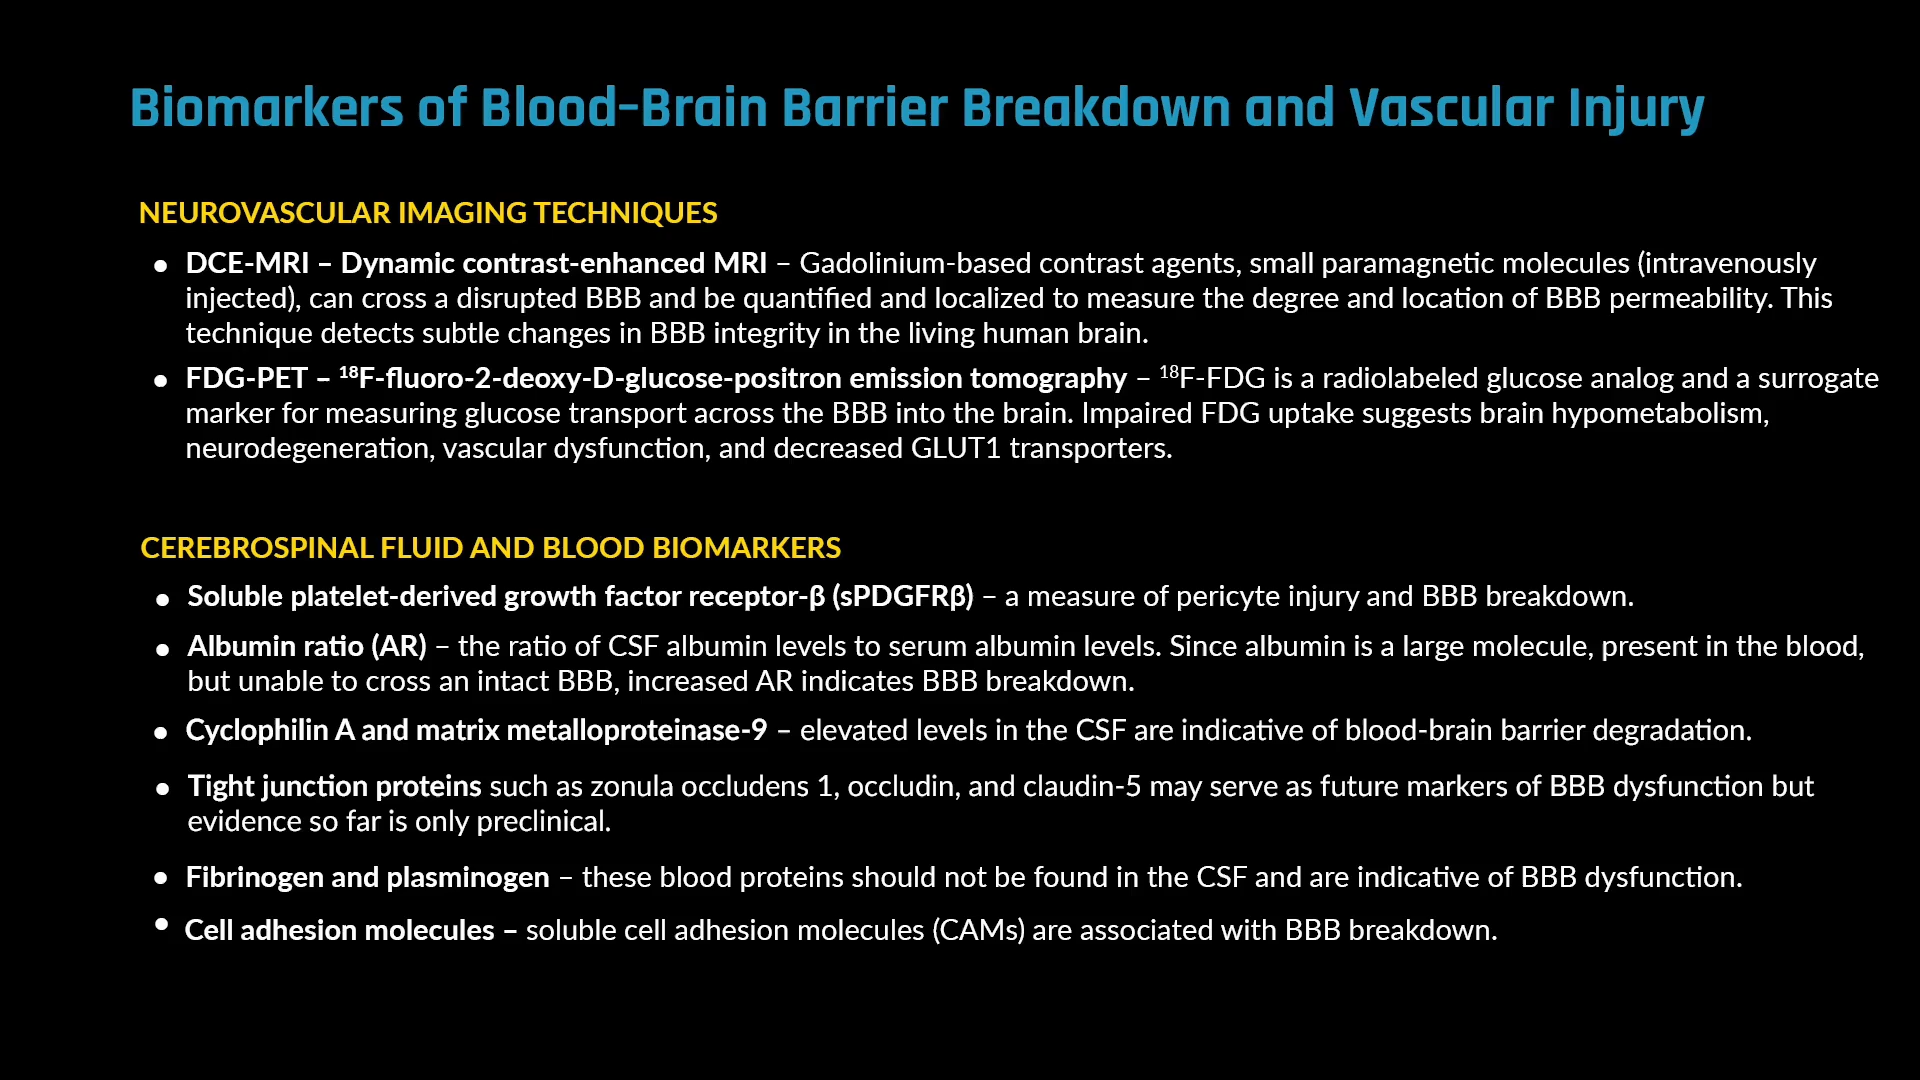 Biomarkers of Blood–Brain Barrier Breakdown and Vascular Injury
NEUROVASCULAR IMAGING TECHNIQUES
● DCE-MRI – Dynamic contrast-enhanced MRI – Gadolinium-based contrast agents, small paramagnetic molecules (intravenously
injected), can cross a disrupted BBB and be quantified and localized to measure the degree and location of BBB permeability. This
technique detects subtle changes in BBB integrity in the living human brain.
● FDG-PET – ¹⁸F-fluoro-2-deoxy-D-glucose-positron emission tomography – ¹⁸F-FDG is a radiolabeled glucose analog and a surrogate
marker for measuring glucose transport across the BBB into the brain. Impaired FDG uptake suggests brain hypometabolism,
neurodegeneration, vascular dysfunction, and decreased GLUT1 transporters.
CEREBROSPINAL FLUID AND BLOOD BIOMARKERS
● Soluble platelet-derived growth factor receptor-β (sPDGFRβ) – a measure of pericyte injury and BBB breakdown.
● Albumin ratio (AR) – the ratio of CSF albumin levels to serum albumin levels. Since albumin is a large molecule, present in the blood,
but unable to cross an intact BBB, increased AR indicates BBB breakdown.
● Cyclophilin A and matrix metalloproteinase-9 – elevated levels in the CSF are indicative of blood-brain barrier degradation.
● Tight junction proteins such as zonula occludens 1, occludin, and claudin-5 may serve as future markers of BBB dysfunction but
evidence so far is only preclinical.
● Fibrinogen and plasminogen – these blood proteins should not be found in the CSF and are indicative of BBB dysfunction.
● Cell adhesion molecules – soluble cell adhesion molecules (CAMs) are associated with BBB breakdown.